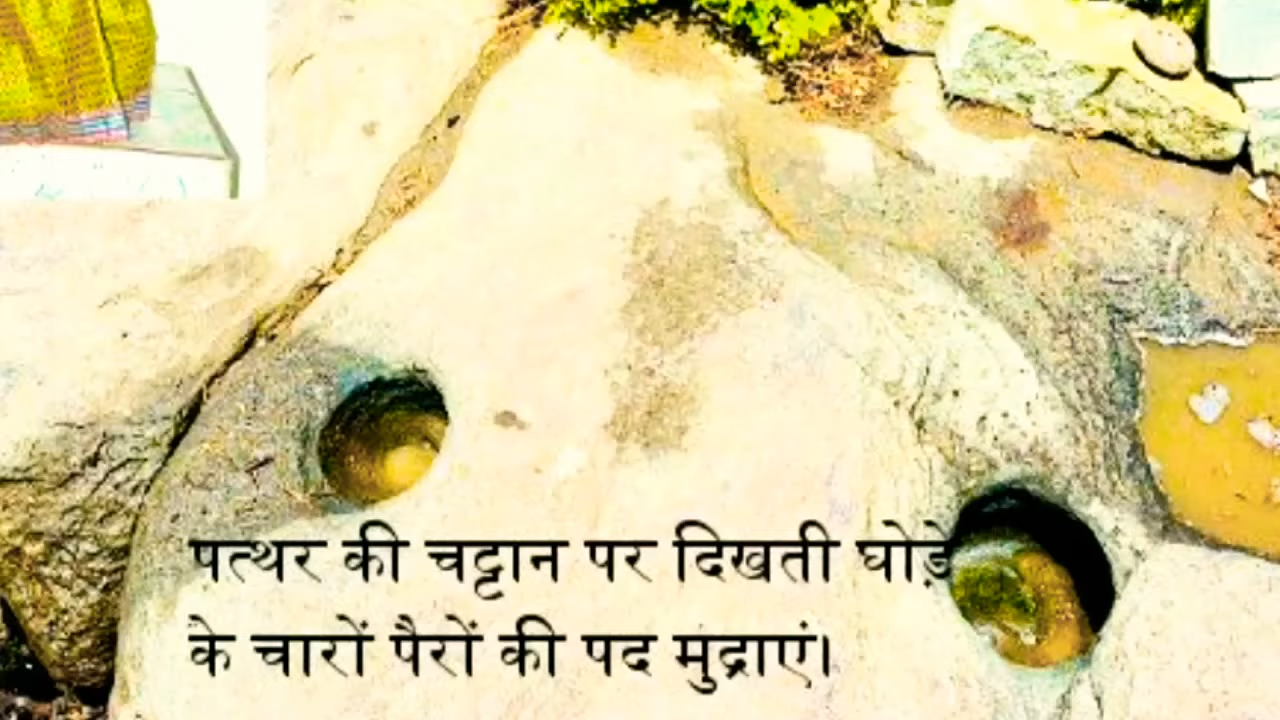 पत्थर की चट्टान पर दिखती घोड़े
के चारों पैरों की पद मुद्राएं।